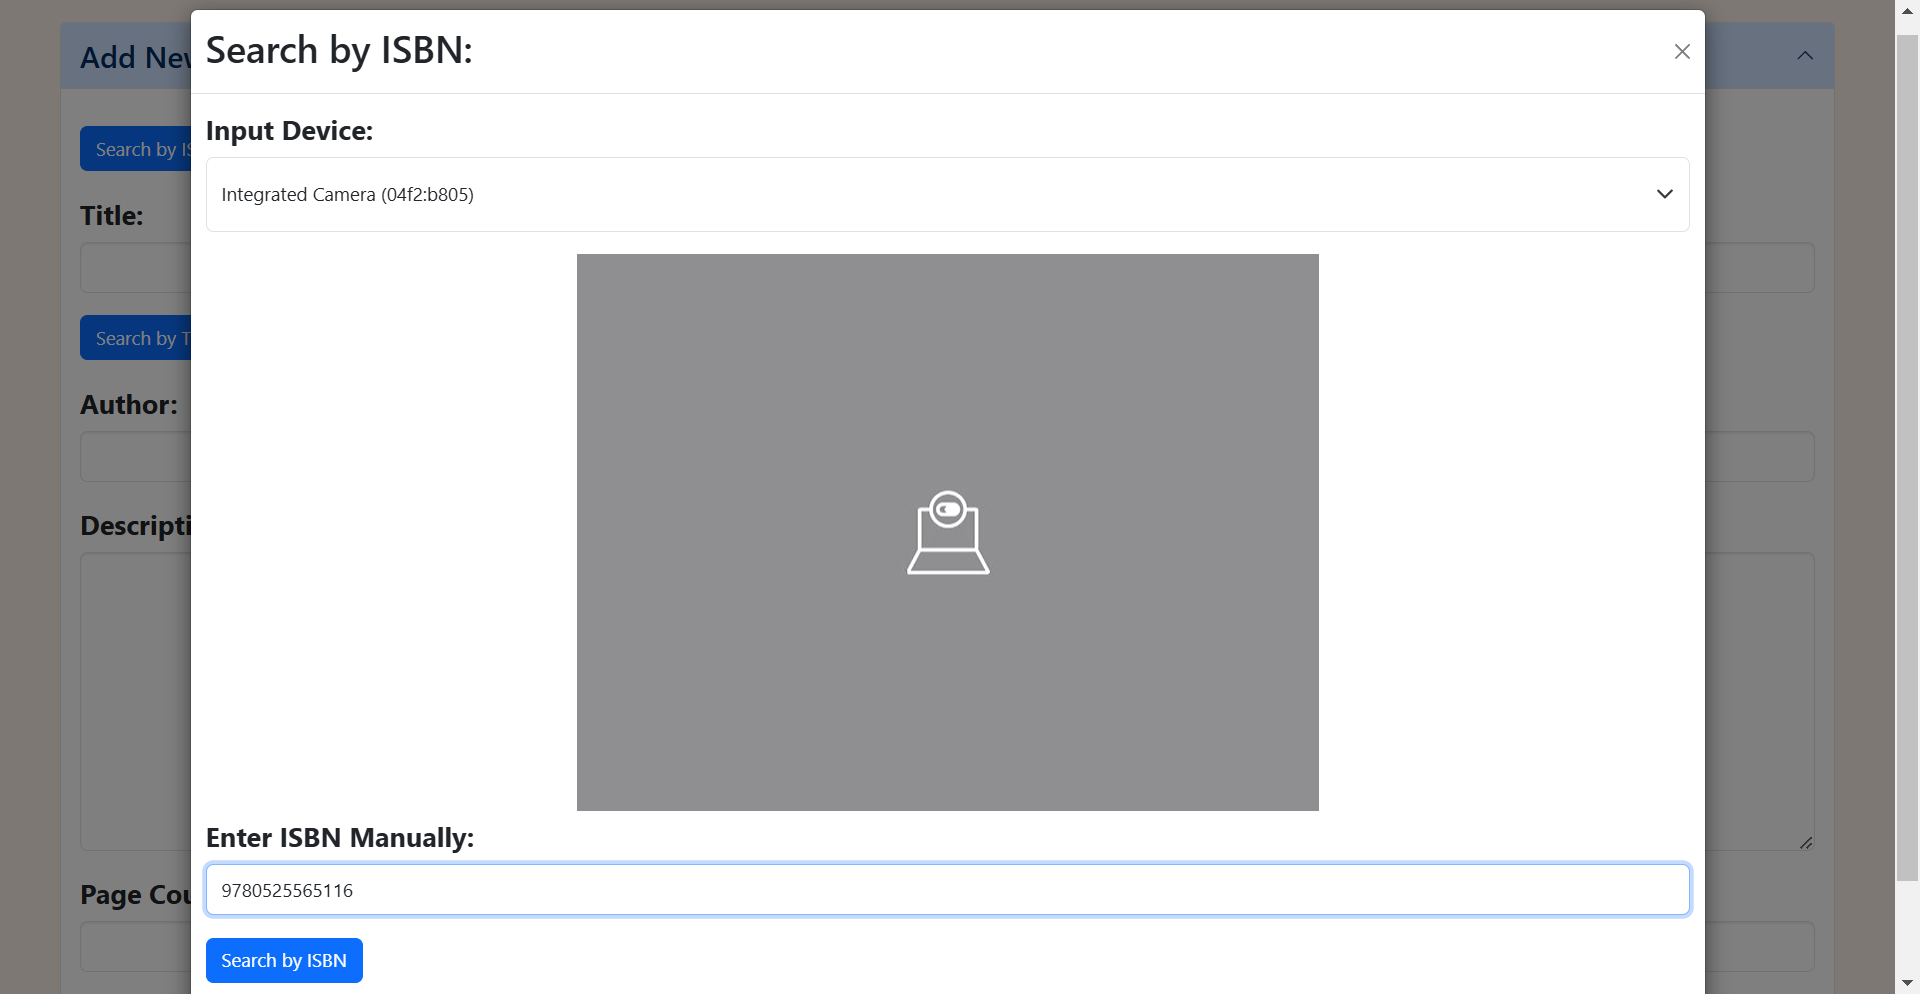 Search by ISBN:
Add Nev
Input Device:
Search by IS
Integrated Camera (04f2:b805)
Title:
Search by T
Author:
Descripti
Enter ISBN Manually:
9780525565116
Page Cou
Search by ISBN